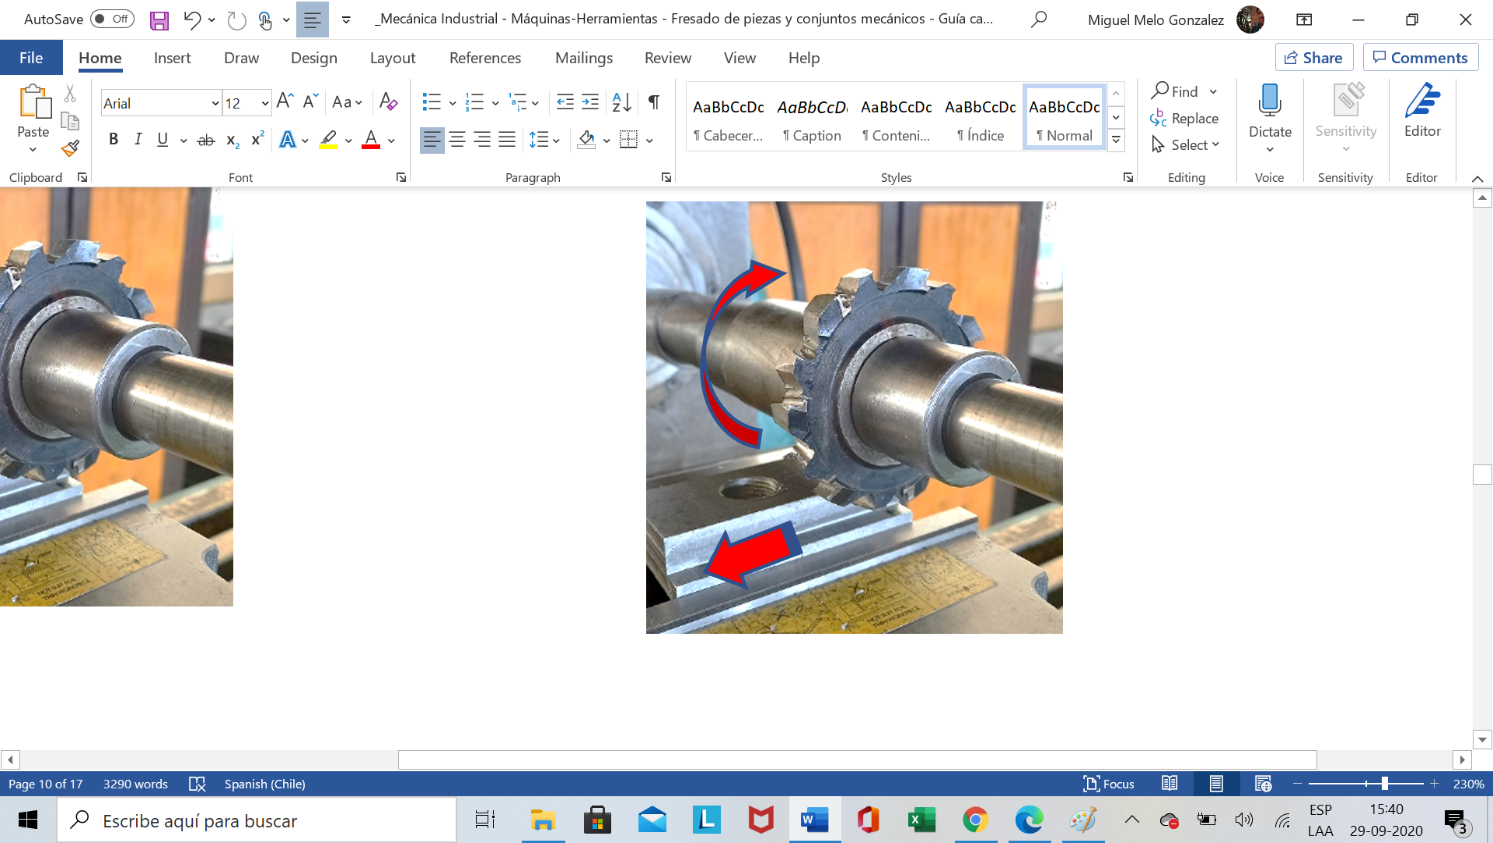 AutoSave Off
_Mecánica Industrial - Máquinas-Herramientas - Fresado de piezas y conjuntos mecánicos - Guía ca...
Miguel Melo Gonzalez
File Home Insert Draw Design Layout References Mailings Review View Help
Share Comments
Paste
Arial 12
Aa
AaBbCcDc AaBbCcDc AaBbCcDc AaBbCcDc AaBbCcDc
¶ Cabecer... ¶ Caption ¶ Conteni... ¶ Índice ¶ Normal
Find
Replace
Select
Dictate
Sensitivity
Editor
Clipboard Font Paragraph Styles Editing Voice Sensitivity Editor
Page 10 of 17 3290 words Spanish (Chile) Focus 230%
Escribe aquí para buscar
ESP
LAA
15:40
29-09-2020
3